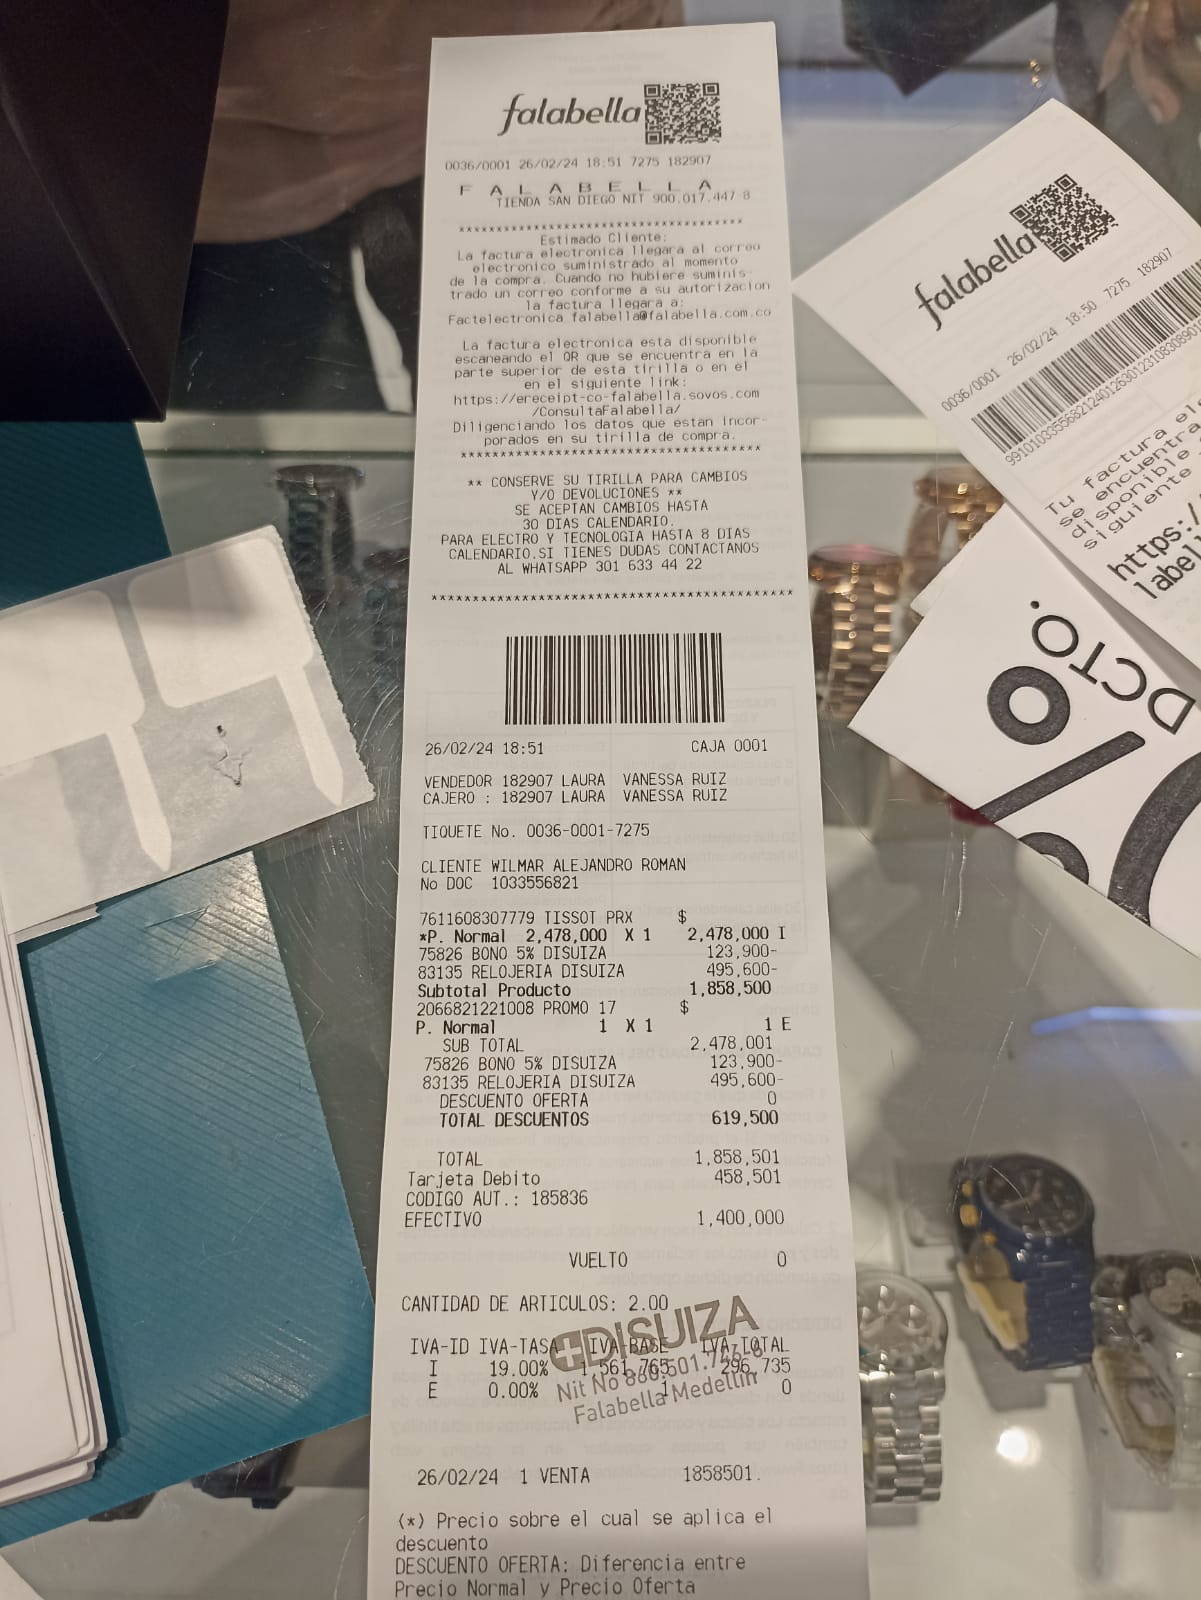 falabella
0036/0001 26/02/24 18:51 7275 182907
F A L A B E L L A
TIENDA SAN DIEGO NIT 900.017.447-8
******************************************
Estimado Cliente:
La factura electronica llegara al correo
electronico suministrado al momento
de la compra. Cuando no hubiere suminis-
trado un correo conforme a su autorizacion
la factura llegara a:
Factelectronica_falabella@falabella.com.co
La factura electronica esta disponible
escaneando el QR que se encuentra en la
parte superior de esta tirilla o en el
en el siguiente link:
https://ereceipt-co-falabella.sovos.com
/ConsultaFalabella/
Diligenciando los datos que estan incor-
porados en su tirilla de compra.
******************************************
** CONSERVE SU TIRILLA PARA CAMBIOS
Y/O DEVOLUCIONES **
SE ACEPTAN CAMBIOS HASTA
30 DIAS CALENDARIO.
PARA ELECTRO Y TECNOLOGIA HASTA 8 DIAS
CALENDARIO.SI TIENES DUDAS CONTACTANOS
AL WHATSAPP 301 633 44 22
******************************************
26/02/24 18:51 CAJA 0001
VENDEDOR 182907 LAURA VANESSA RUIZ
CAJERO : 182907 LAURA VANESSA RUIZ
TIQUETE No. 0036-0001-7275
CLIENTE WILMAR ALEJANDRO ROMAN
No DOC 1033556821
7611608307779 TISSOT PRX $
*P. Normal 2,478,000 X 1 2,478,000 I
75826 BONO 5% DISUIZA 123,900-
83135 RELOJERIA DISUIZA 495,600-
Subtotal Producto 1,858,500
2066821221008 PROMO 17 $
P. Normal 1 X 1 1 E
SUB TOTAL 2,478,001
75826 BONO 5% DISUIZA 123,900-
83135 RELOJERIA DISUIZA 495,600-
DESCUENTO OFERTA 0
TOTAL DESCUENTOS 619,500
TOTAL 1,858,501
Tarjeta Debito 458,501
CODIGO AUT.: 185836
EFECTIVO 1,400,000
VUELTO 0
CANTIDAD DE ARTICULOS: 2.00
IVA-ID IVA-TASA IVA-BASE IVA-TOTAL
I 19.00% 1,561,765 296,735
E 0.00% 1 0
DISUIZA
Nit No
Falabella Medellin
26/02/24 1 VENTA 1858501.
(*) Precio sobre el cual se aplica el
descuento
DESCUENTO OFERTA: Diferencia entre
Precio Normal y Precio Oferta
falabella
0036/0001 26/02/24 18:50 7275 182907
Tu factura ele
se encuentra
disponible
siguiente
https:/
label
% DCTO.